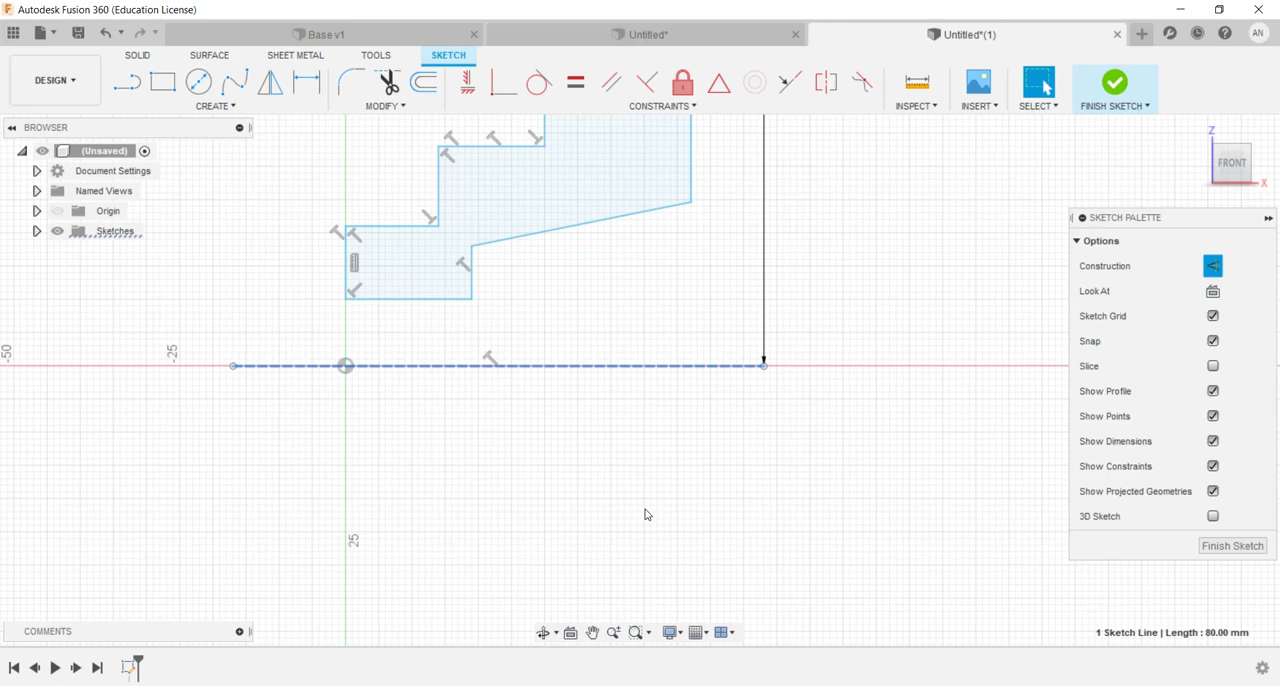 Autodesk Fusion 360 (Education License)
Base v1
Untitled*
Untitled*(1)
AN
SOLID
SURFACE
SHEET METAL
TOOLS
SKETCH
DESIGN
CREATE
MODIFY
CONSTRAINTS
INSPECT
INSERT
SELECT
FINISH SKETCH
BROWSER
(Unsaved)
Document Settings
Named Views
Origin
Sketches
Z
FRONT
X
SKETCH PALETTE
Options
Construction
Look At
Sketch Grid
Snap
Slice
Show Profile
Show Points
Show Dimensions
Show Constraints
Show Projected Geometries
3D Sketch
Finish Sketch
-50
-25
25
COMMENTS
1 Sketch Line | Length : 80.00 mm